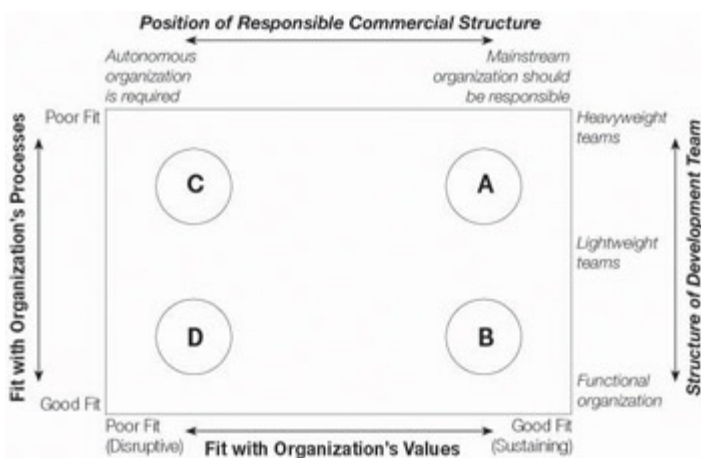 Position of Responsible Commercial Structure
Autonomous
organization
is required
Mainstream
organization should
be responsible
Poor Fit
Heavyweight
teams
C
A
Fit with Organization's Processes
Lightweight
teams
Structure of Development Team
D
B
Good Fit
Functional
organization
Poor Fit
(Disruptive)
Fit with Organization's Values
Good Fit
(Sustaining)